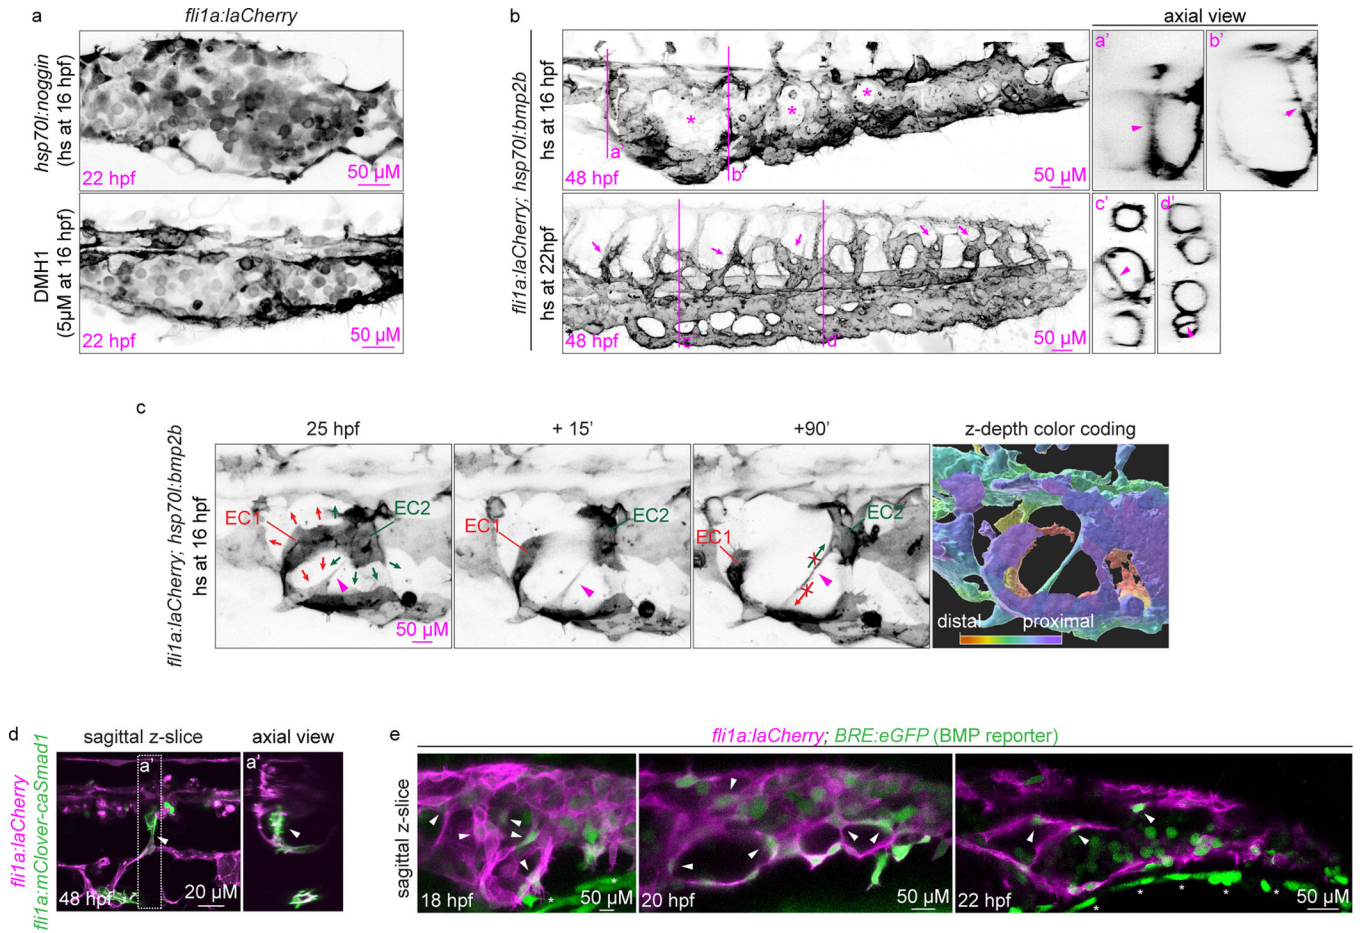 a
fli1a:laCherry
hsp70l:noggin
(hs at 16 hpf)
22 hpf
50 µM
DMH1
(5µM at 16 hpf)
22 hpf
50 µM
b
fli1a:laCherry; hsp70l:bmp2b
hs at 16 hpf
*
*
*
a'
b'
48 hpf
50 µM
axial view
a'
b'
hs at 22hpf
c'
d'
48 hpf
50 µM
c'
d'
c
fli1a:laCherry; hsp70l:bmp2b
hs at 16 hpf
25 hpf
+ 15'
+90'
z-depth color coding
EC1
EC2
50 µM
EC1
EC2
EC1
EC2
distal
proximal
d
fli1a:laCherry
fli1a:mClover-caSmad1
sagittal z-slice
axial view
a'
a'
48 hpf
20 µM
e
fli1a:laCherry; BRE:eGFP (BMP reporter)
sagittal z-slice
18 hpf
*
50 µM
20 hpf
50 µM
22 hpf
* * * * * *
50 µM